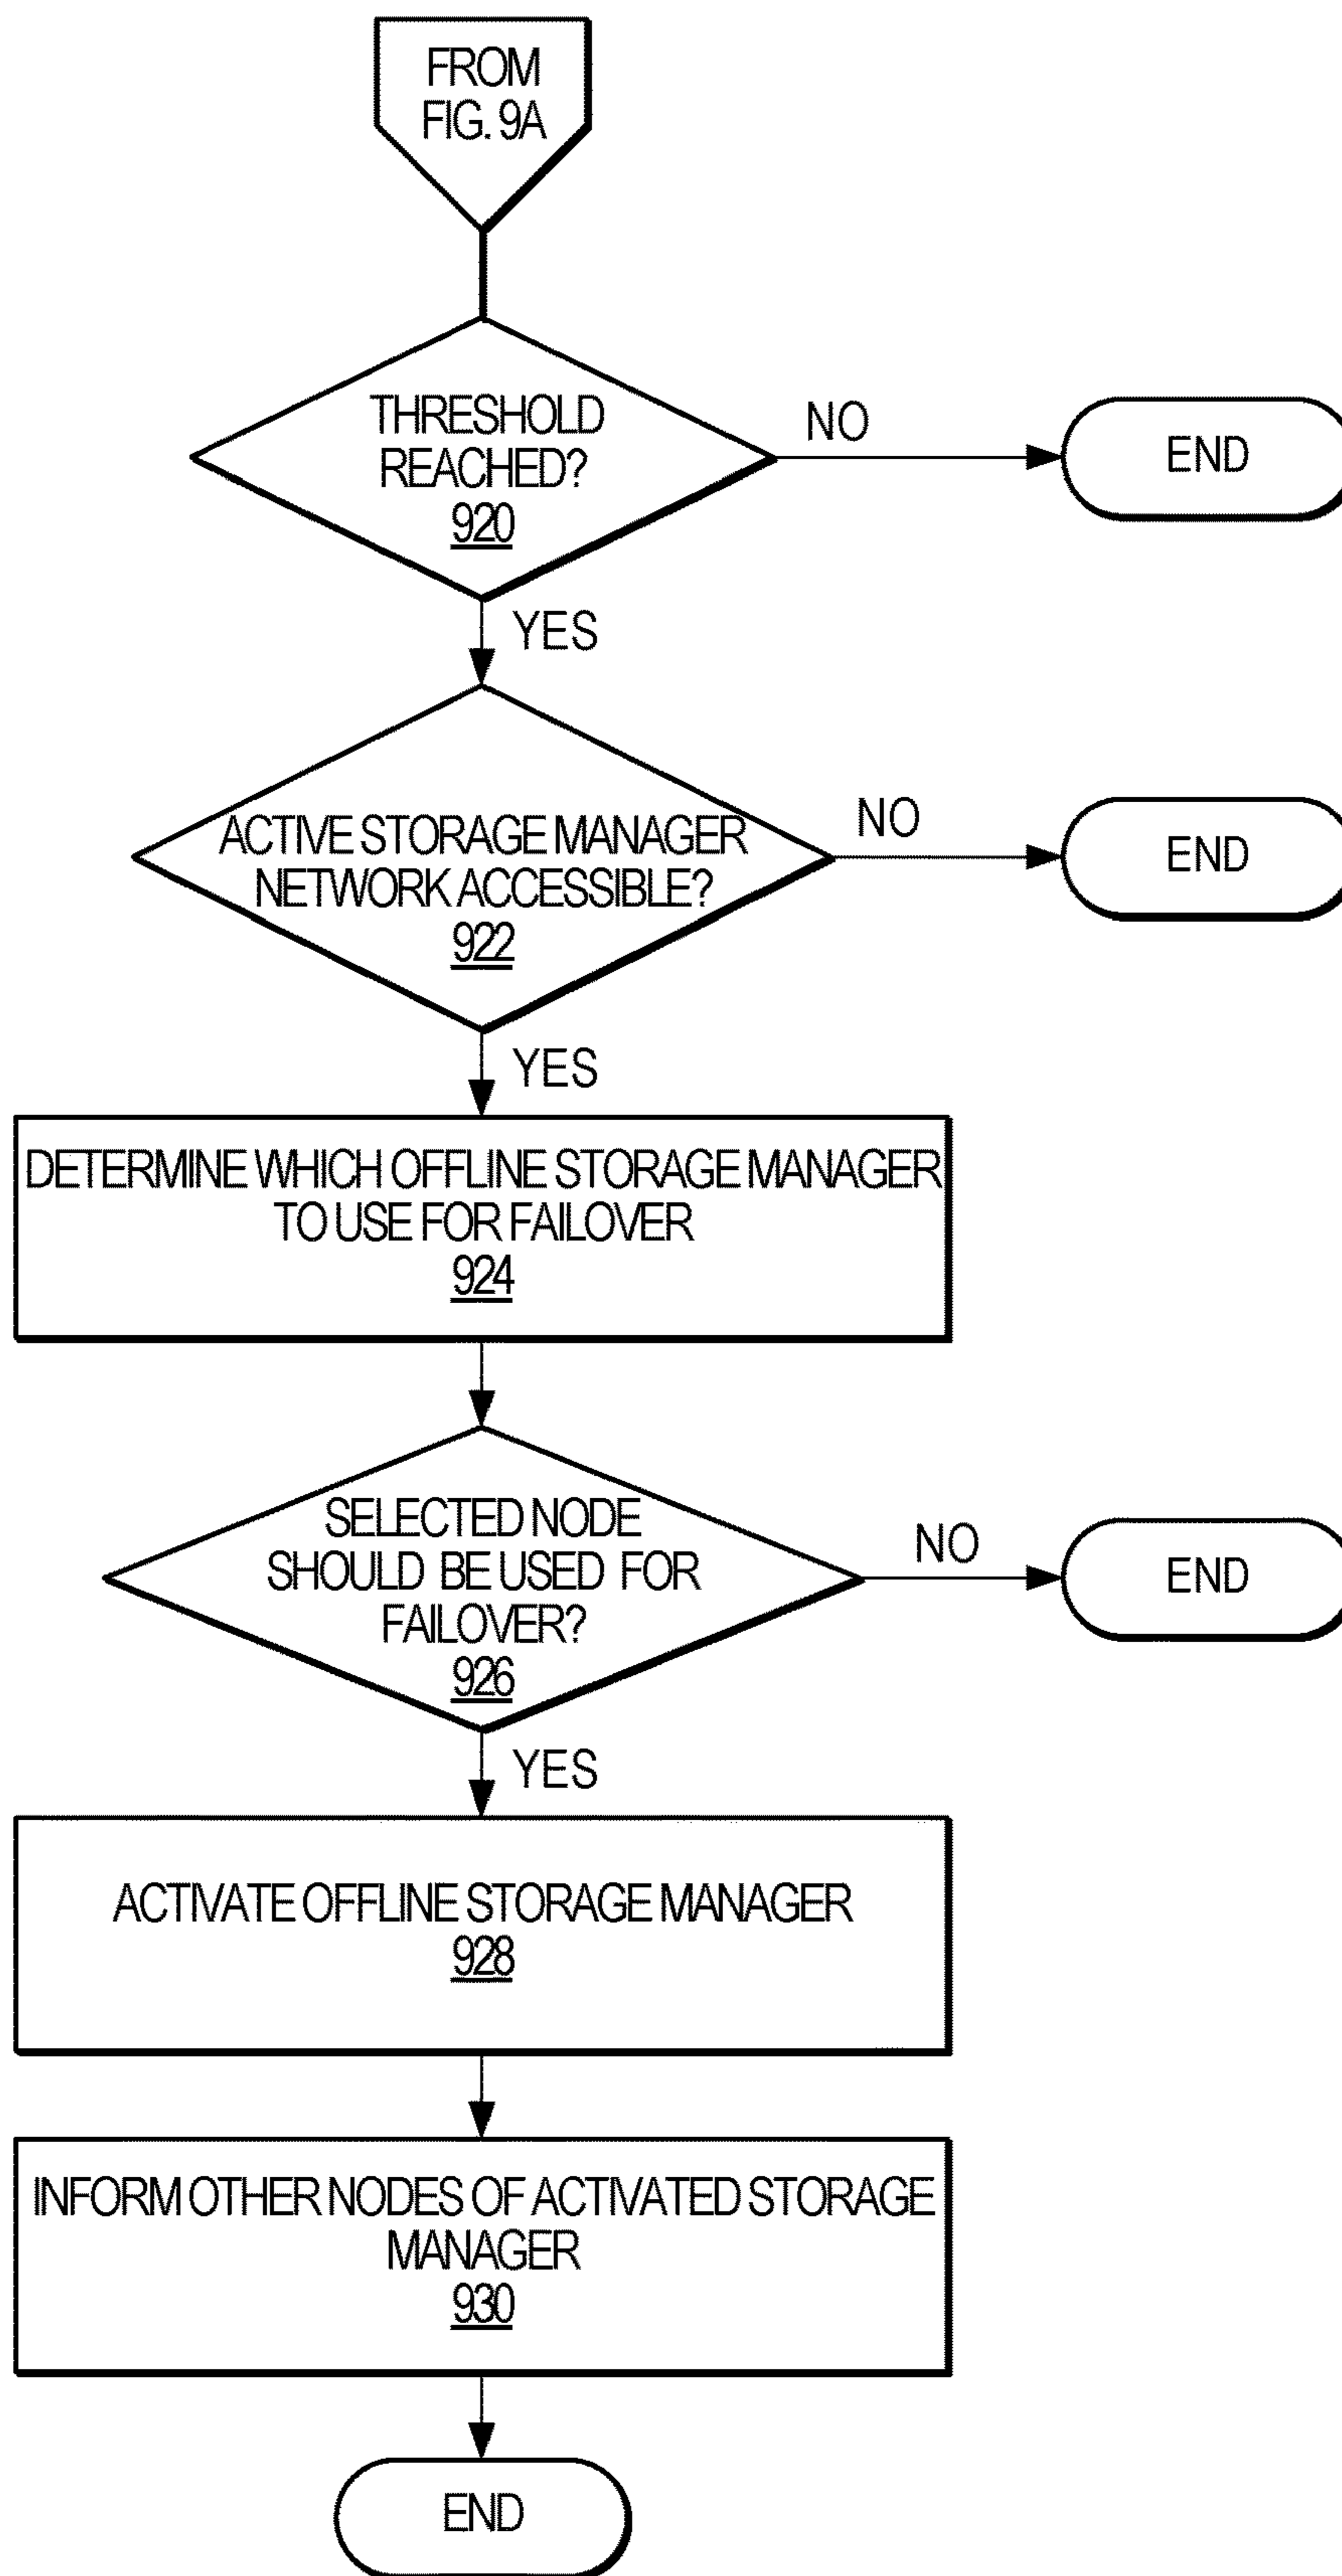 FROM
FIG. 9A
THRESHOLD
REACHED?
920
NO
END
YES
ACTIVE STORAGE MANAGER
NETWORK ACCESSIBLE?
922
NO
END
YES
DETERMINE WHICH OFFLINE STORAGE MANAGER
TO USE FOR FAILOVER
924
SELECTED NODE
SHOULD BE USED FOR
FAILOVER?
926
NO
END
YES
ACTIVATE OFFLINE STORAGE MANAGER
928
INFORM OTHER NODES OF ACTIVATED STORAGE
MANAGER
930
END